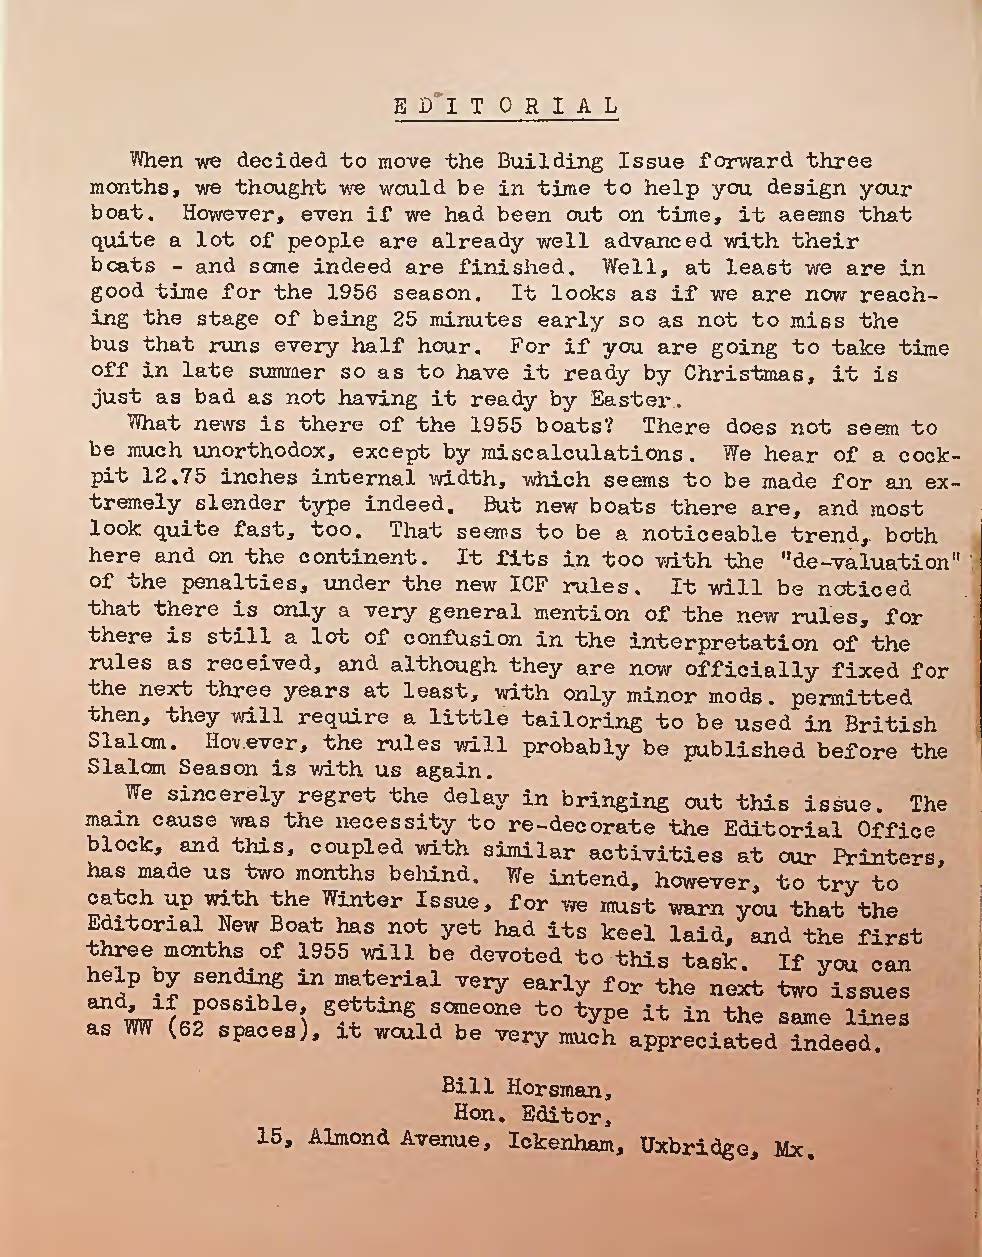 E D I T O R I A L
When we decided to move the Building Issue forward three
months, we thought we would be in time to help you design your
boat. However, even if we had been out on time, it aeems that
quite a lot of people are already well advanced with their
boats - and some indeed are finished. Well, at least we are in
good time for the 1956 season. It looks as if we are now reach-
ing the stage of being 25 minutes early so as not to miss the
bus that runs every half hour. For if you are going to take time
off in late summer so as to have it ready by Christmas, it is
just as bad as not having it ready by Easter.
What news is there of the 1955 boats? There does not seem to
be much unorthodox, except by miscalculations. We hear of a cock-
pit 12.75 inches internal width, which seems to be made for an ex-
tremely slender type indeed. But new boats there are, and most
look quite fast, too. That seems to be a noticeable trend, both
here and on the continent. It fits in too with the "de-valuation"
of the penalties, under the new ICF rules. It will be noticed
that there is only a very general mention of the new rules, for
there is still a lot of confusion in the interpretation of the
rules as received, and although they are now officially fixed for
the next three years at least, with only minor mods. permitted
then, they will require a little tailoring to be used in British
Slalom. However, the rules will probably be published before the
Slalom Season is with us again.
We sincerely regret the delay in bringing out this issue. The
main cause was the necessity to re-decorate the Editorial Office
block, and this, coupled with similar activities at our Printers,
has made us two months behind. We intend, however, to try to
catch up with the Winter Issue, for we must warn you that the
Editorial New Boat has not yet had its keel laid, and the first
three months of 1955 will be devoted to this task. If you can
help by sending in material very early for the next two issues
and, if possible, getting someone to type it in the same lines
as WW (62 spaces), it would be very much appreciated indeed.
Bill Horsman,
Hon. Editor,
15, Almond Avenue, Ickenham, Uxbridge, Mx.